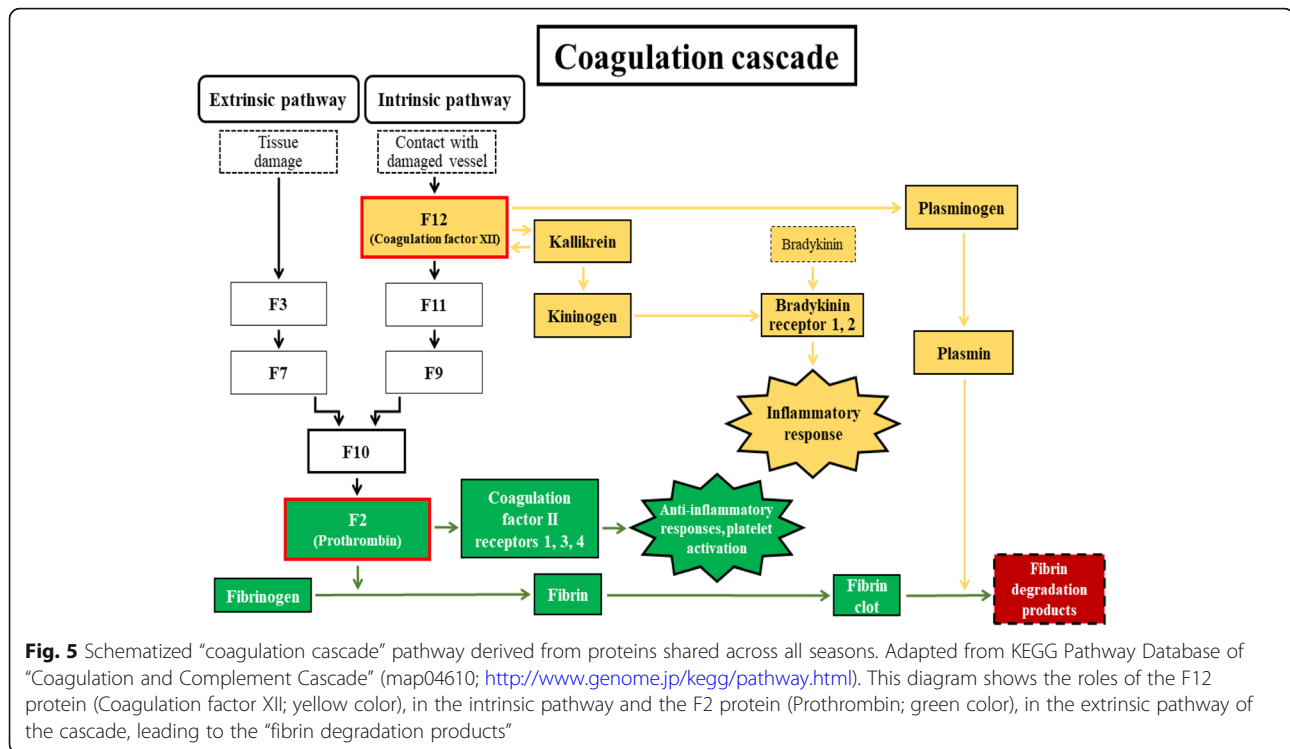 Coagulation cascade
Extrinsic pathway
Intrinsic pathway
Tissue
damage
Contact with
damaged vessel
F12
(Coagulation factor XII)
Plasminogen
Kallikrein
Bradykinin
F3
F11
Kininogen
Bradykinin
receptor 1, 2
F7
F9
Plasmin
Inflammatory
response
F10
F2
(Prothrombin)
Coagulation
factor II
receptors 1, 3, 4
Anti-inflammatory
responses, platelet
activation
Fibrinogen
Fibrin
Fibrin
clot
Fibrin
degradation
products
Fig. 5 Schematized “coagulation cascade” pathway derived from proteins shared across all seasons. Adapted from KEGG Pathway Database of
“Coagulation and Complement Cascade” (map04610; http://www.genome.jp/kegg/pathway.html). This diagram shows the roles of the F12
protein (Coagulation factor XII; yellow color), in the intrinsic pathway and the F2 protein (Prothrombin; green color), in the extrinsic pathway of
the cascade, leading to the “fibrin degradation products”